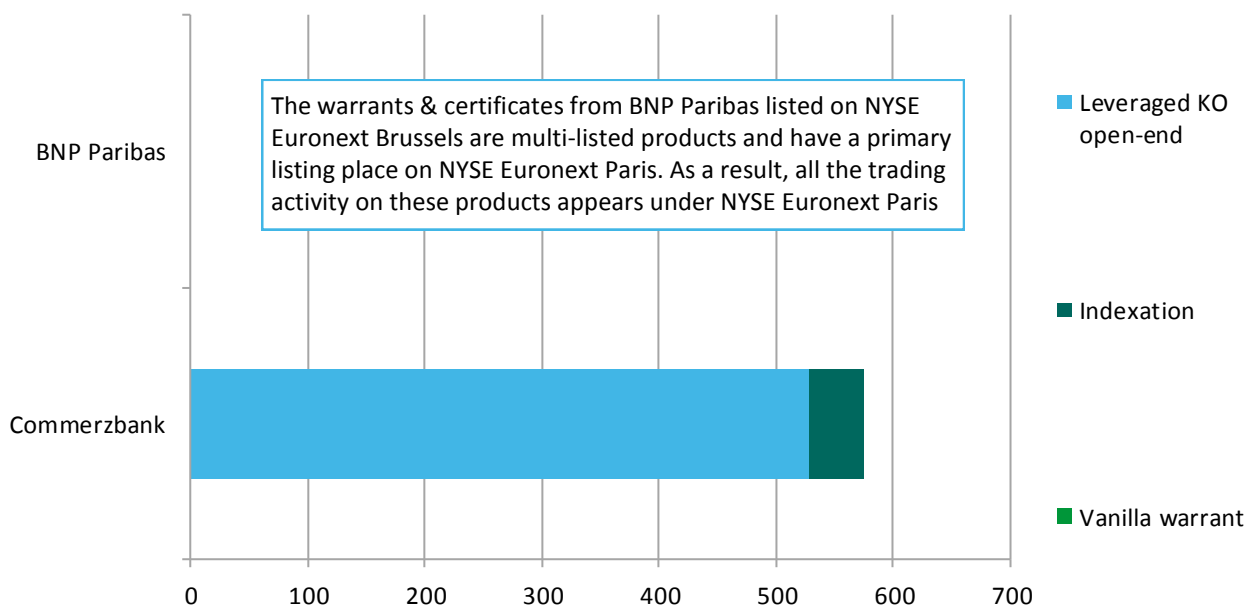 The warrants & certificates from BNP Paribas listed on NYSE
Euronext Brussels are multi-listed products and have a primary
listing place on NYSE Euronext Paris. As a result, all the trading
activity on these products appears under NYSE Euronext Paris
BNP Paribas
Commerzbank
0 100 200 300 400 500 600 700
Leveraged KO
open-end
Indexation
Vanilla warrant